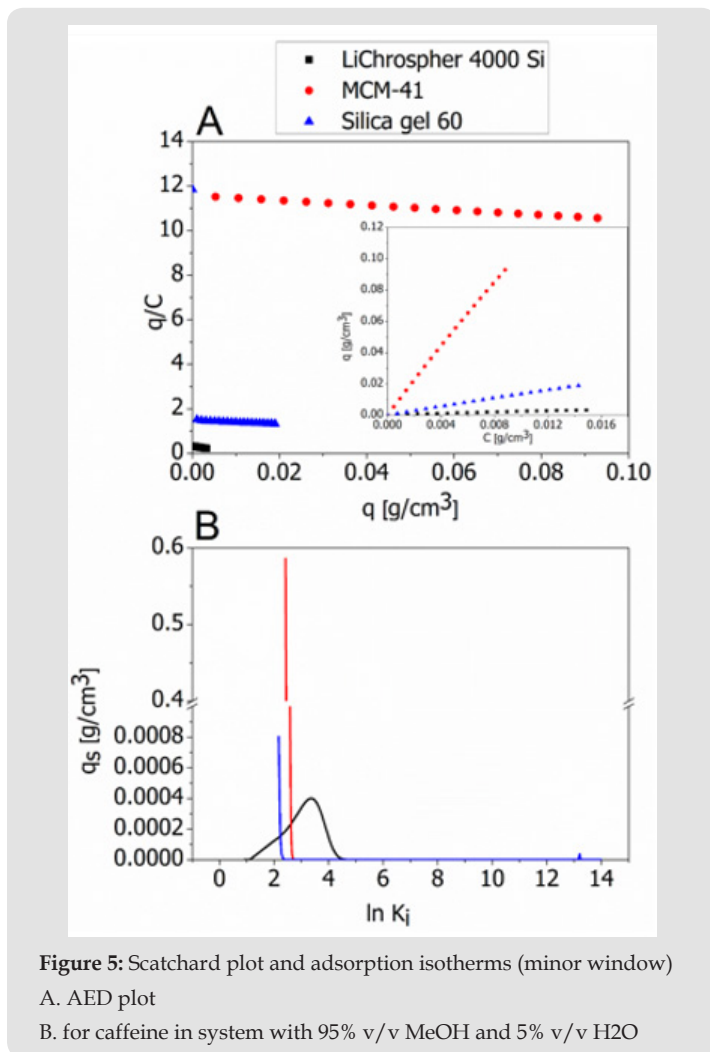 LiChrospher 4000 Si
MCM-41
Silica gel 60
A
14
12
10
8
6
4
2
0
q/C
0.00 0.02 0.04 0.06 0.08 0.10
q [g/cm³]
0.12
0.10
0.08
0.06
0.04
0.02
0.00
q [g/cm³]
0.000 0.004 0.008 0.012 0.016
C [g/cm³]
B
0.6
0.5
0.4
0.0008
0.0006
0.0004
0.0002
0.0000
qs [g/cm³]
0 2 4 6 8 10 12 14
ln Ki
Figure 5: Scatchard plot and adsorption isotherms (minor window)
A. AED plot
B. for caffeine in system with 95% v/v MeOH and 5% v/v H2O